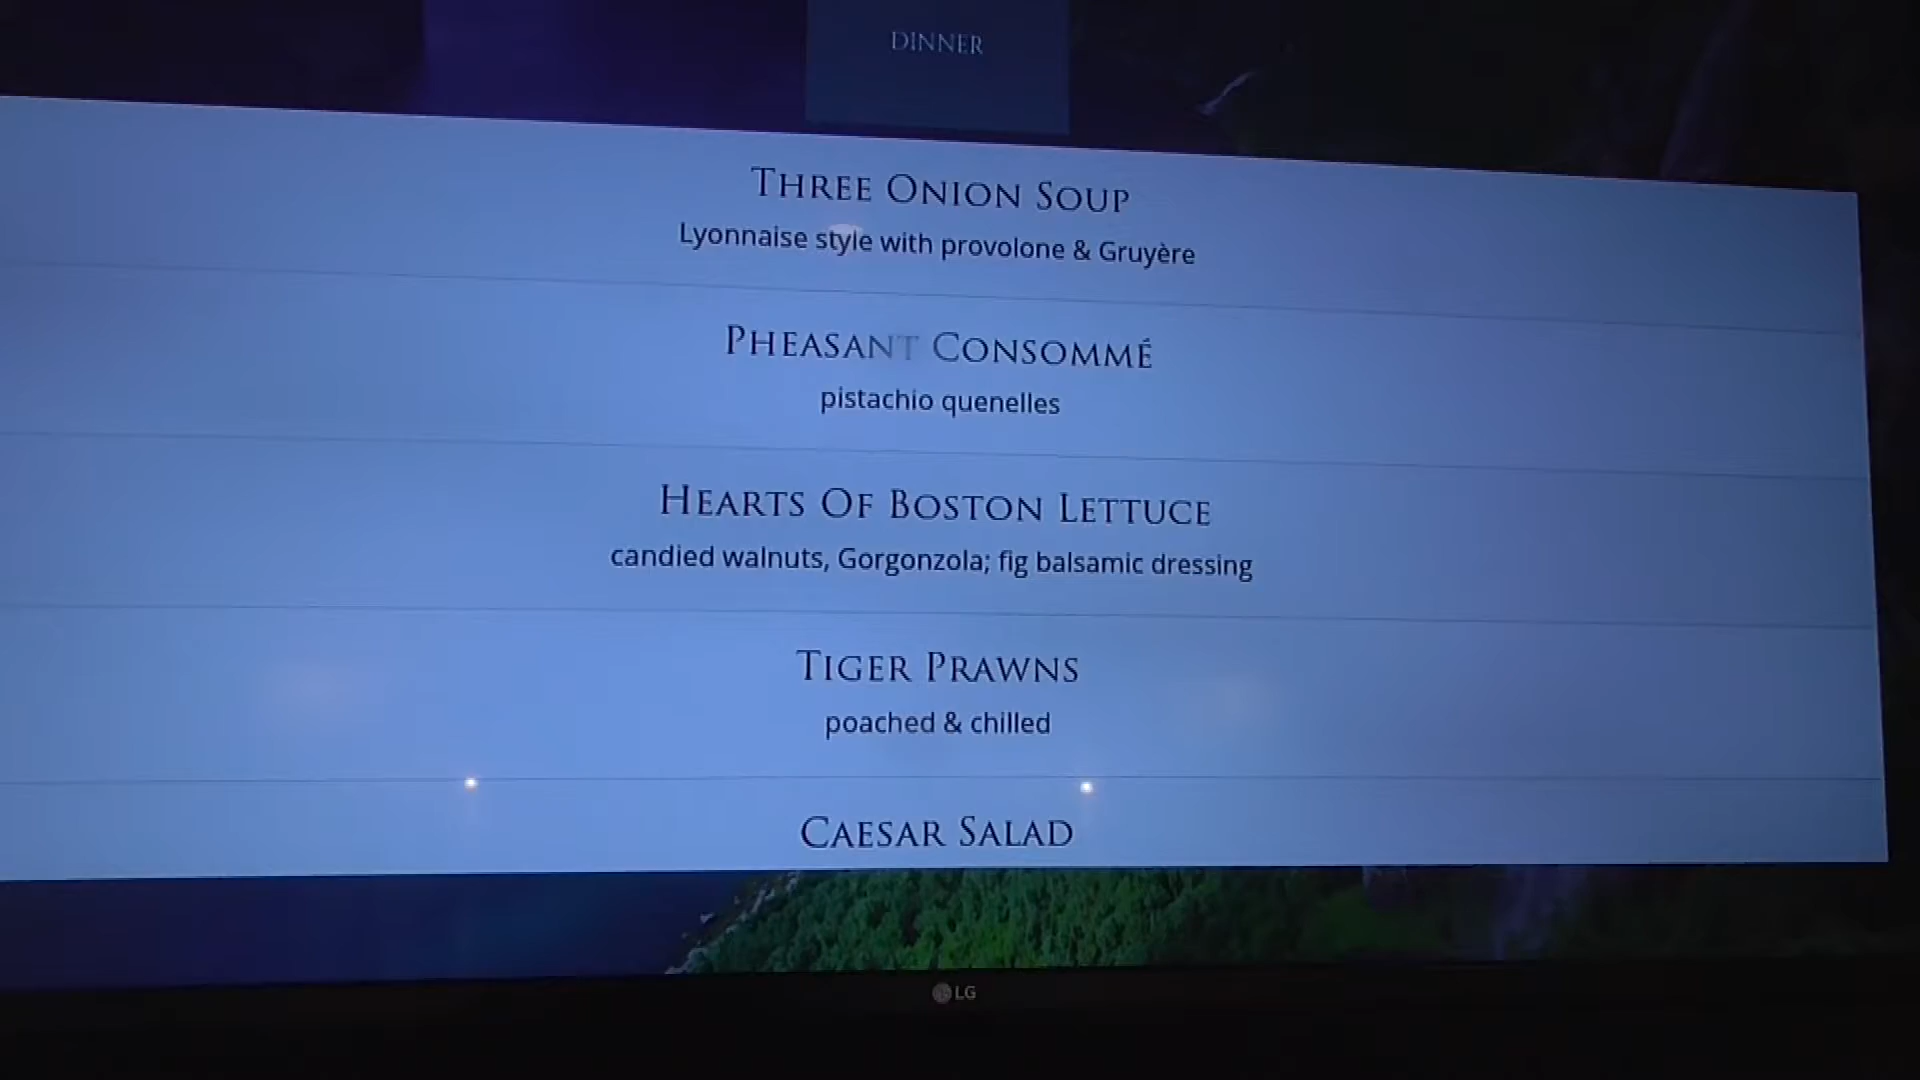 DINNER
THREE ONION SOUP
Lyonnaise style with provolone & Gruyère
PHEASANT CONSOMMÉ
pistachio quenelles
HEARTS OF BOSTON LETTUCE
candied walnuts, Gorgonzola; fig balsamic dressing
TIGER PRAWNS
poached & chilled
CAESAR SALAD
LG